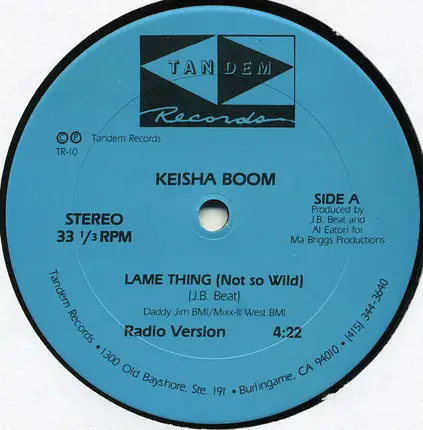 TANDEM
Records
© ℗ Tandem Records
TR-10
KEISHA BOOM
STEREO
33 1/3 RPM
SIDE A
Produced by
J.B. Beat and
Al Eaton for
Ma Briggs Productions
LAME THING (Not so Wild)
(J.B. Beat)
Daddy Jim BMI/Mixx-It West BMI
Radio Version 4:22
Tandem Records • 1300 Old Bayshore, Ste. 191 • Burlingame, CA 94010 • (415) 344-3640